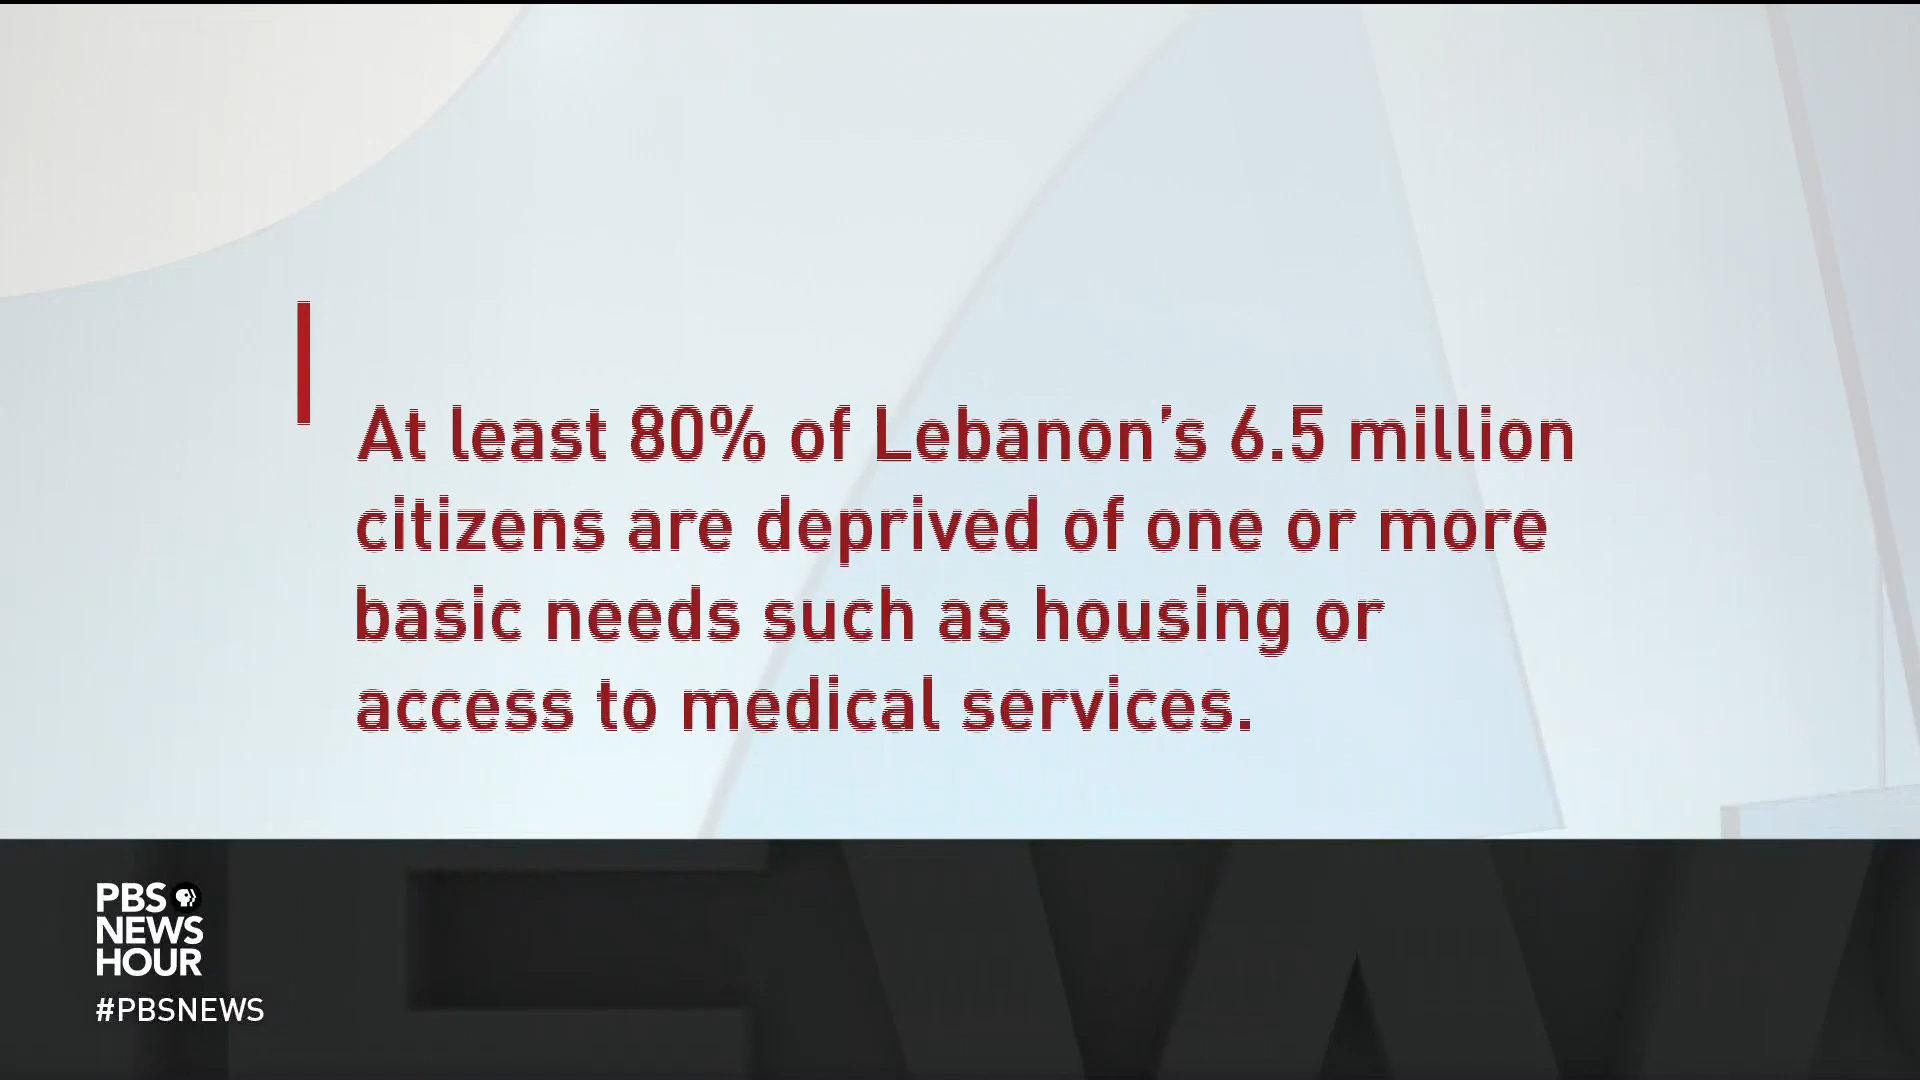 At least 80% of Lebanon’s 6.5 million
citizens are deprived of one or more
basic needs such as housing or
access to medical services.
PBS
NEWS
HOUR
#PBSNEWS